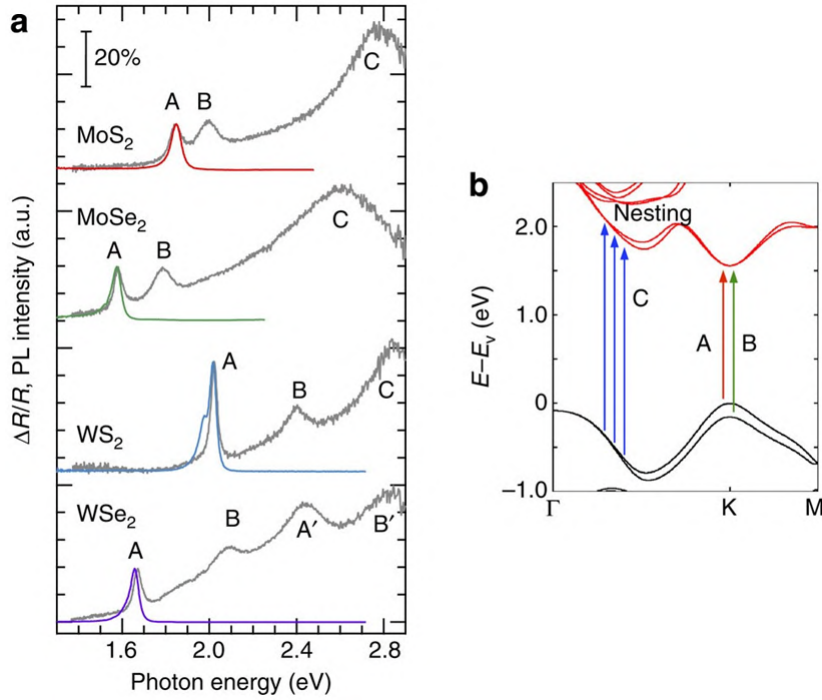 a
20%
A
B
C
MoS₂
MoSe₂
A
B
C
A
B
C
WS₂
WSe₂
A
B
A′
B′
ΔR/R, PL intensity (a.u.)
1.6
2.0
2.4
2.8
Photon energy (eV)
b
Nesting
2.0
1.0
0
−1.0
C
A
B
E–Eᵥ (eV)
Γ
K
M